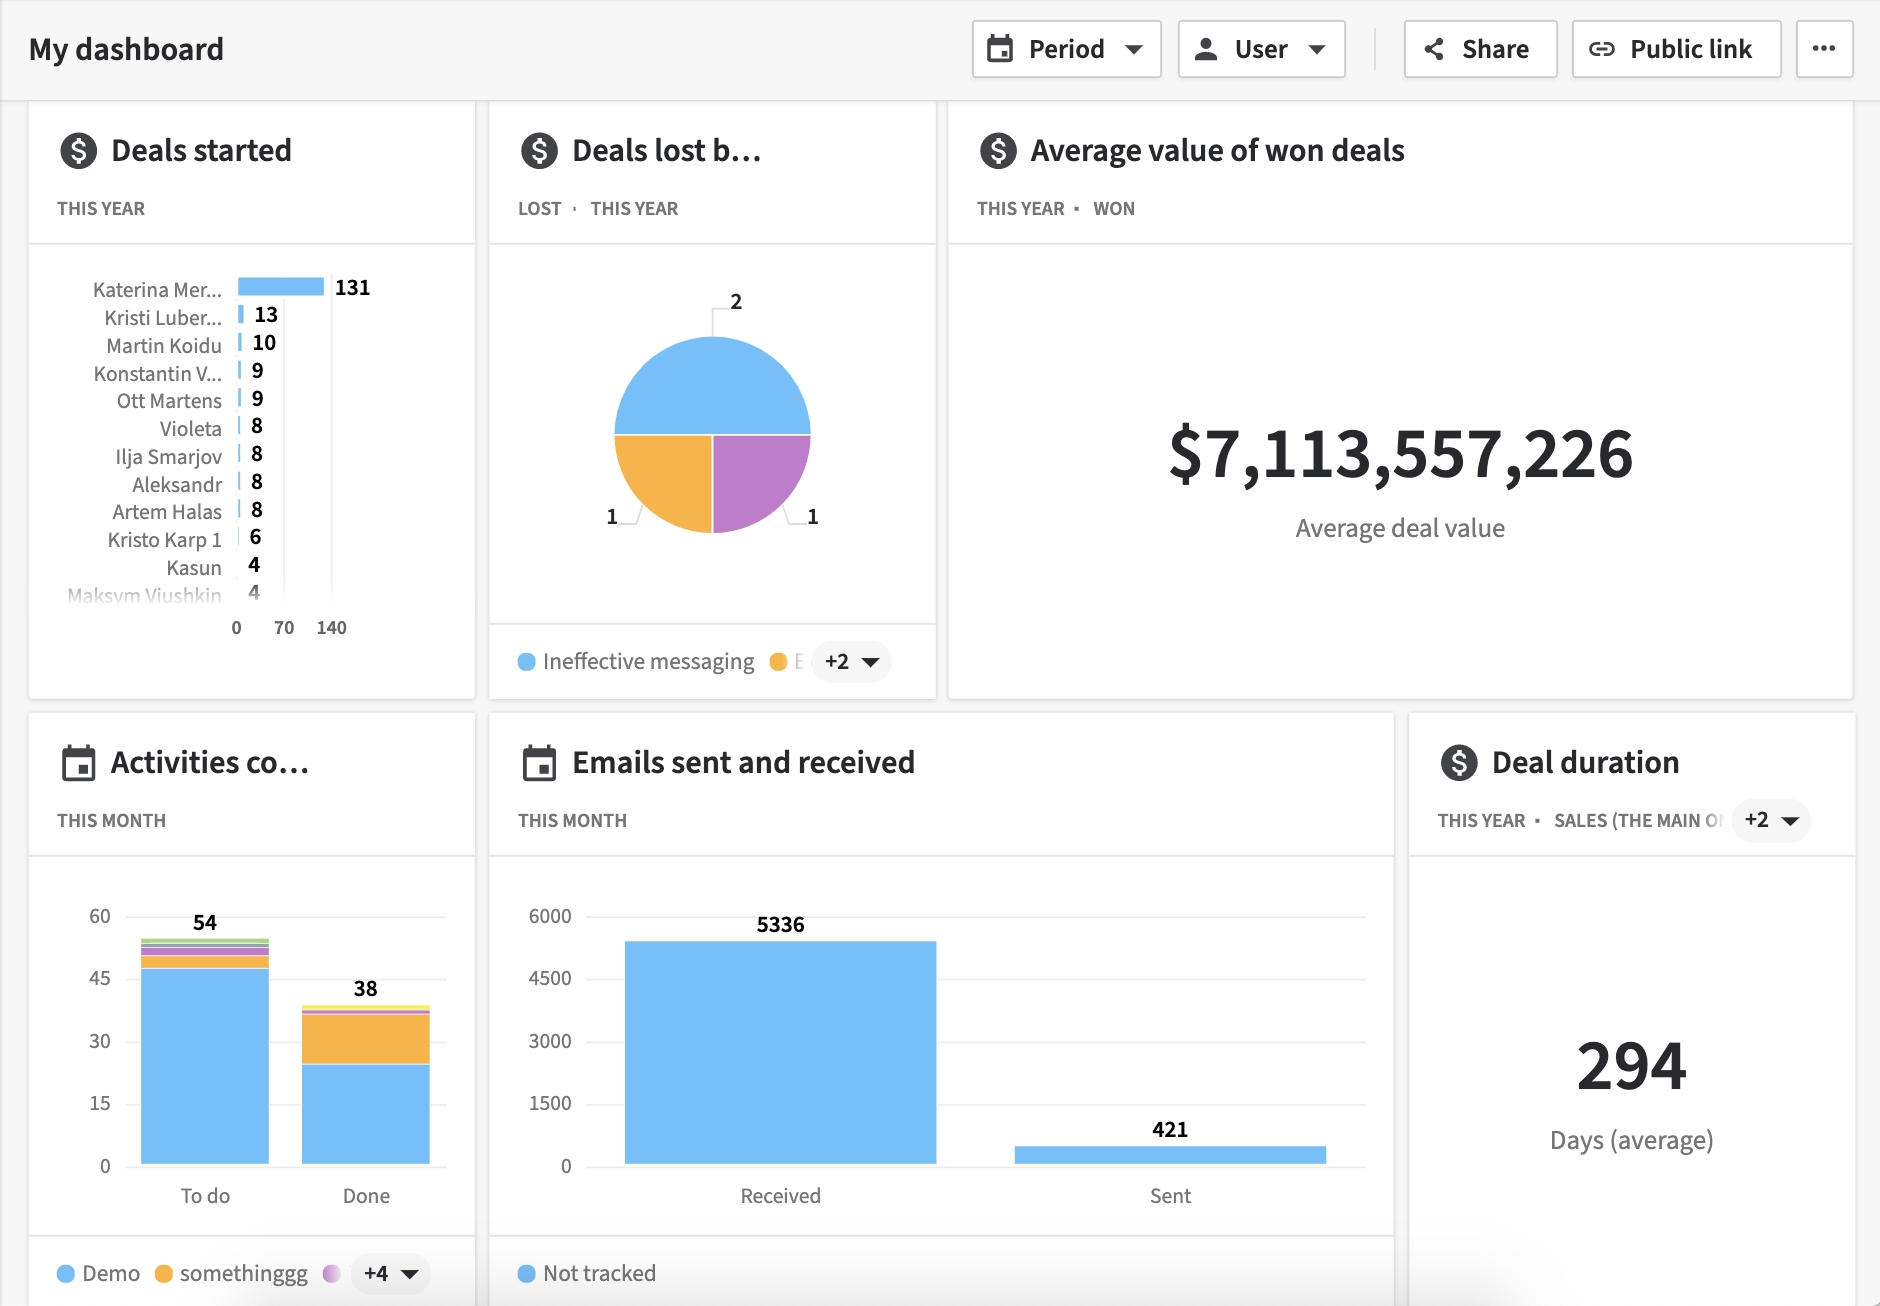 My dashboard
Period
User
Share
Public link
Deals started
THIS YEAR
Katerina Mer... 131
Kristi Luber... 13
Martin Koidu 10
Konstantin V... 9
Ott Martens 9
Violeta 8
Ilja Smarjov 8
Aleksandr 8
Artem Halas 8
Kristo Karp 1 6
Kasun 4
Maksym Viushkin 4
0 70 140
Deals lost b...
LOST · THIS YEAR
2
1 1
Ineffective messaging E +2
Average value of won deals
THIS YEAR · WON
$7,113,557,226
Average deal value
Activities co...
THIS MONTH
60
45
30
15
0
54
38
To do Done
Demo somethinggg +4
Emails sent and received
THIS MONTH
6000
4500
3000
1500
0
5336
421
Received Sent
Not tracked
Deal duration
THIS YEAR · SALES (THE MAIN +2
294
Days (average)